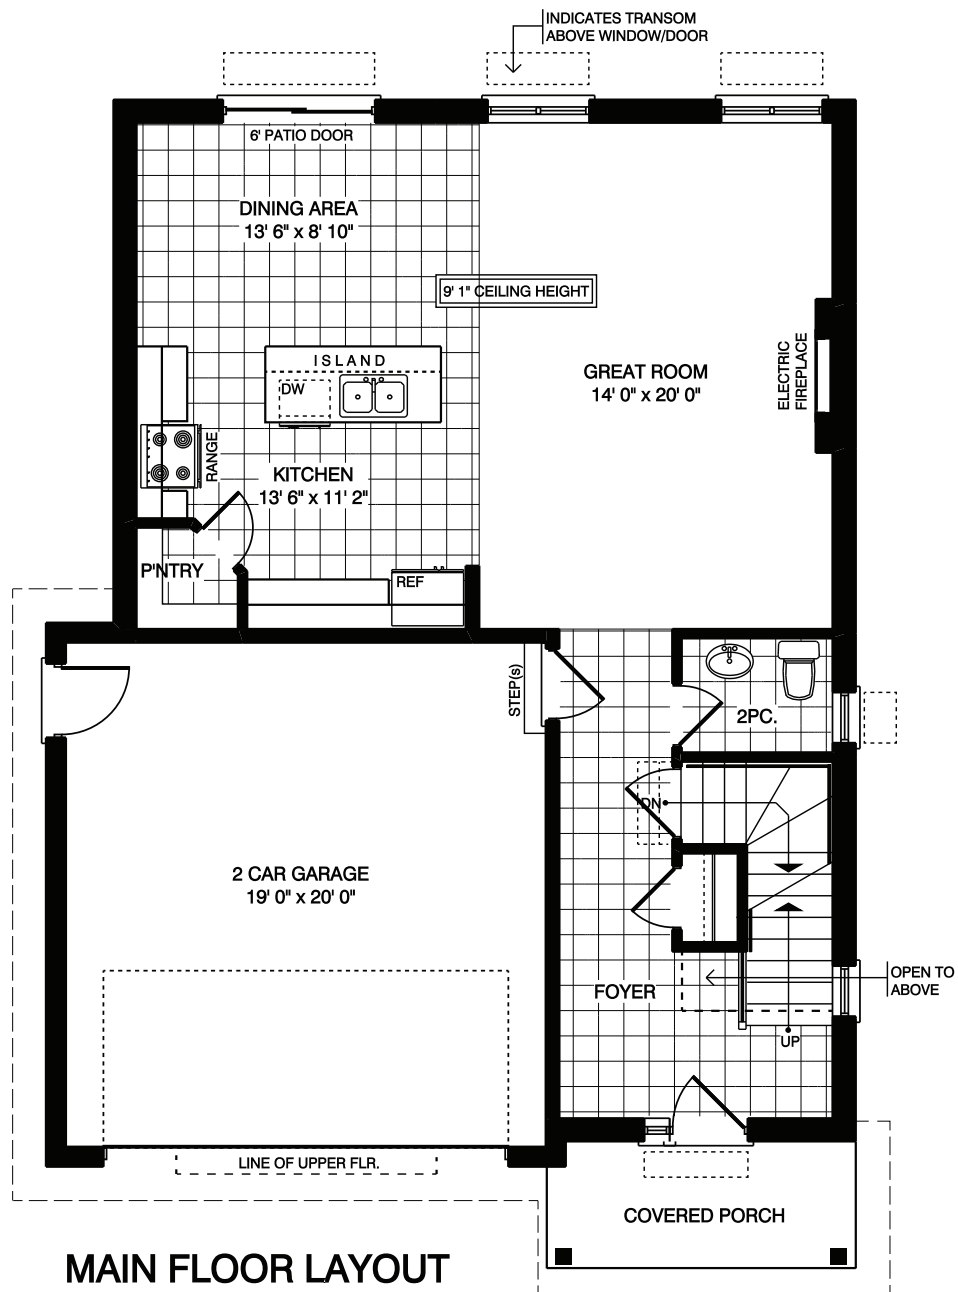 INDICATES TRANSOM
ABOVE WINDOW/DOOR
6' PATIO DOOR
DINING AREA
13' 6" x 8' 10"
9' 1" CEILING HEIGHT
ISLAND
DW
GREAT ROOM
14' 0" x 20' 0"
ELECTRIC
FIREPLACE
RANGE
KITCHEN
13' 6" x 11' 2"
P'NTRY
REF
STEP(s)
2PC.
DN
2 CAR GARAGE
19' 0" x 20' 0"
FOYER
OPEN TO
ABOVE
UP
LINE OF UPPER FLR.
COVERED PORCH
MAIN FLOOR LAYOUT